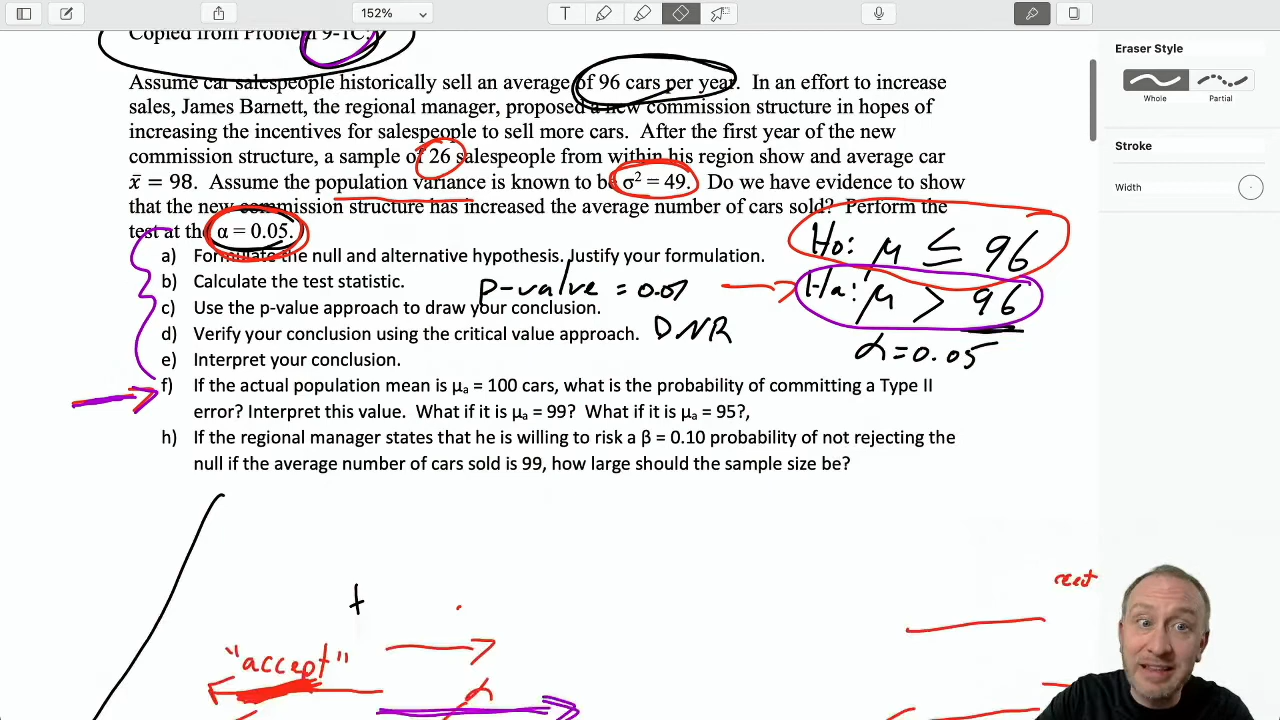 152%
T
Eraser Style
Whole Partial
Stroke
Width
Copied from Problem 9-1C:
Assume car salespeople historically sell an average of 96 cars per year. In an effort to increase
sales, James Barnett, the regional manager, proposed a new commission structure in hopes of
increasing the incentives for salespeople to sell more cars. After the first year of the new
commission structure, a sample of 26 salespeople from within his region show and average car
x̄ = 98. Assume the population variance is known to be σ² = 49. Do we have evidence to show
that the new commission structure has increased the average number of cars sold? Perform the
test at the α = 0.05.
a) Formulate the null and alternative hypothesis. Justify your formulation.
Ho: μ ≤ 96
b) Calculate the test statistic.
p-value = 0.07
Ha: μ > 96
c) Use the p-value approach to draw your conclusion.
d) Verify your conclusion using the critical value approach.
DNR
α = 0.05
e) Interpret your conclusion.
f) If the actual population mean is μₐ = 100 cars, what is the probability of committing a Type II
error? Interpret this value. What if it is μₐ = 99? What if it is μₐ = 95?,
h) If the regional manager states that he is willing to risk a β = 0.10 probability of not rejecting the
null if the average number of cars sold is 99, how large should the sample size be?
"accept"
α